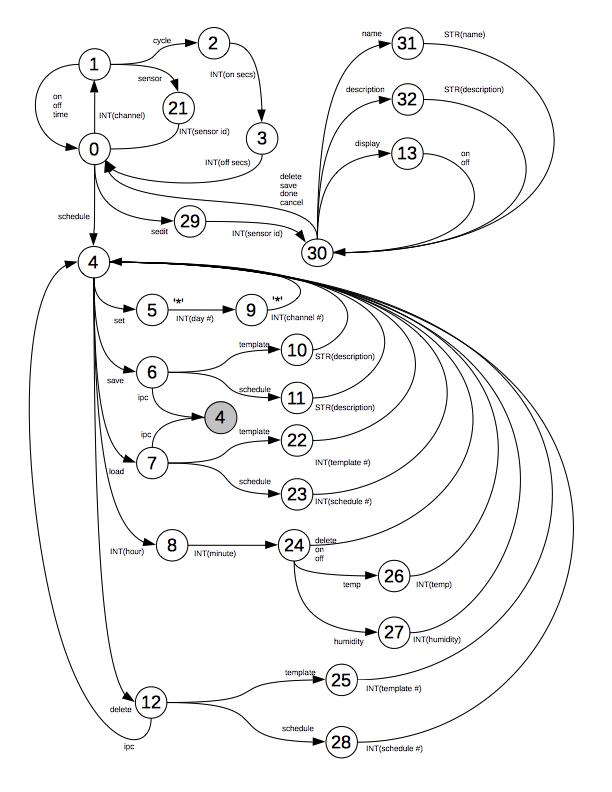 name
31
STR(name)
cycle
2
1
sensor
INT(on secs)
description
32
STR(description)
on
off
time
INT(channel)
21
INT(sensor id)
3
display
13
on
off
0
INT(off secs)
delete
save
done
cancel
schedule
29
sedit
INT(sensor id)
30
4
set
5
'*'
INT(day #)
9
'*'
INT(channel #)
template
10
STR(description)
save
6
schedule
11
STR(description)
ipc
4
ipc
template
22
INT(template #)
load
7
schedule
23
INT(schedule #)
INT(hour)
8
INT(minute)
24
delete
on
off
temp
26
INT(temp)
humidity
27
INT(humidity)
template
25
INT(template #)
delete
12
schedule
28
INT(schedule #)
ipc